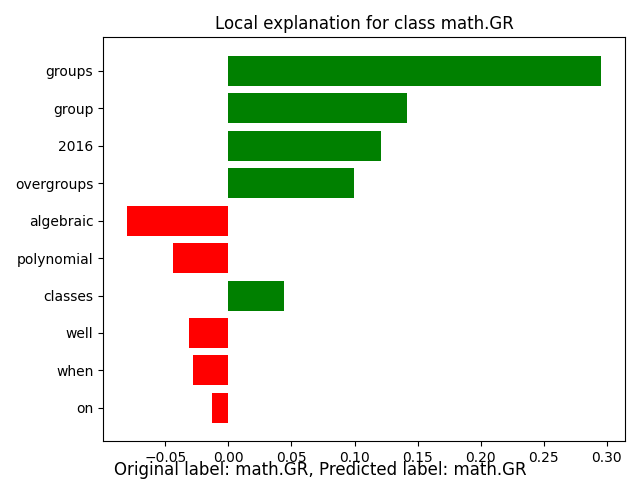 Local explanation for class math.GR
groups
group
2016
overgroups
algebraic
polynomial
classes
well
when
on
−0.05 0.00 0.05 0.10 0.15 0.20 0.25 0.30
Original label: math.GR, Predicted label: math.GR